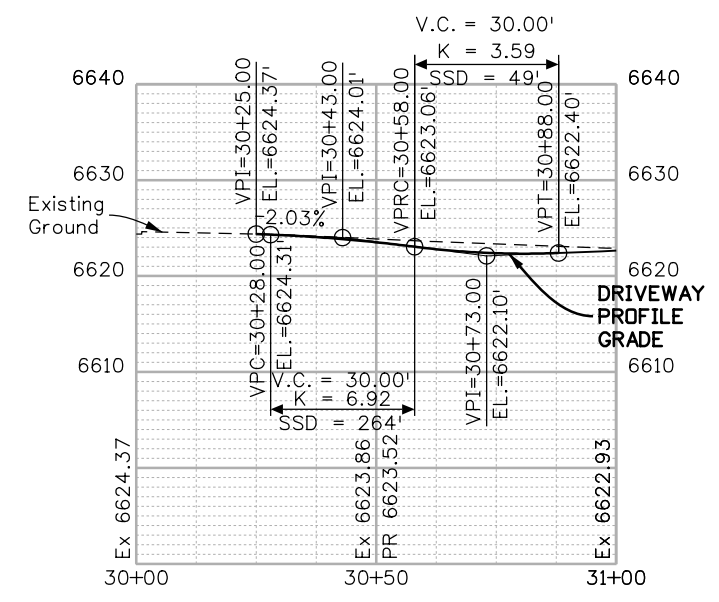 V.C. = 30.00'
K = 3.59
SSD = 49'
6640
6640
VPI=30+25.00
EL.=6624.37'
VPI=30+43.00
EL.=6624.01'
VPRC=30+58.00
EL.=6623.06'
VPT=30+88.00
EL.=6622.40'
6630
6630
Existing
Ground
-2.03%
6620
6620
VPC=30+28.00
EL.=6624.31'
VPI=30+73.00
EL.=6622.10'
DRIVEWAY
PROFILE
GRADE
6610
6610
V.C. = 30.00'
K = 6.92
SSD = 264'
Ex 6624.37
Ex 6623.86
PR 6623.52
Ex 6622.93
30+00
30+50
31+00